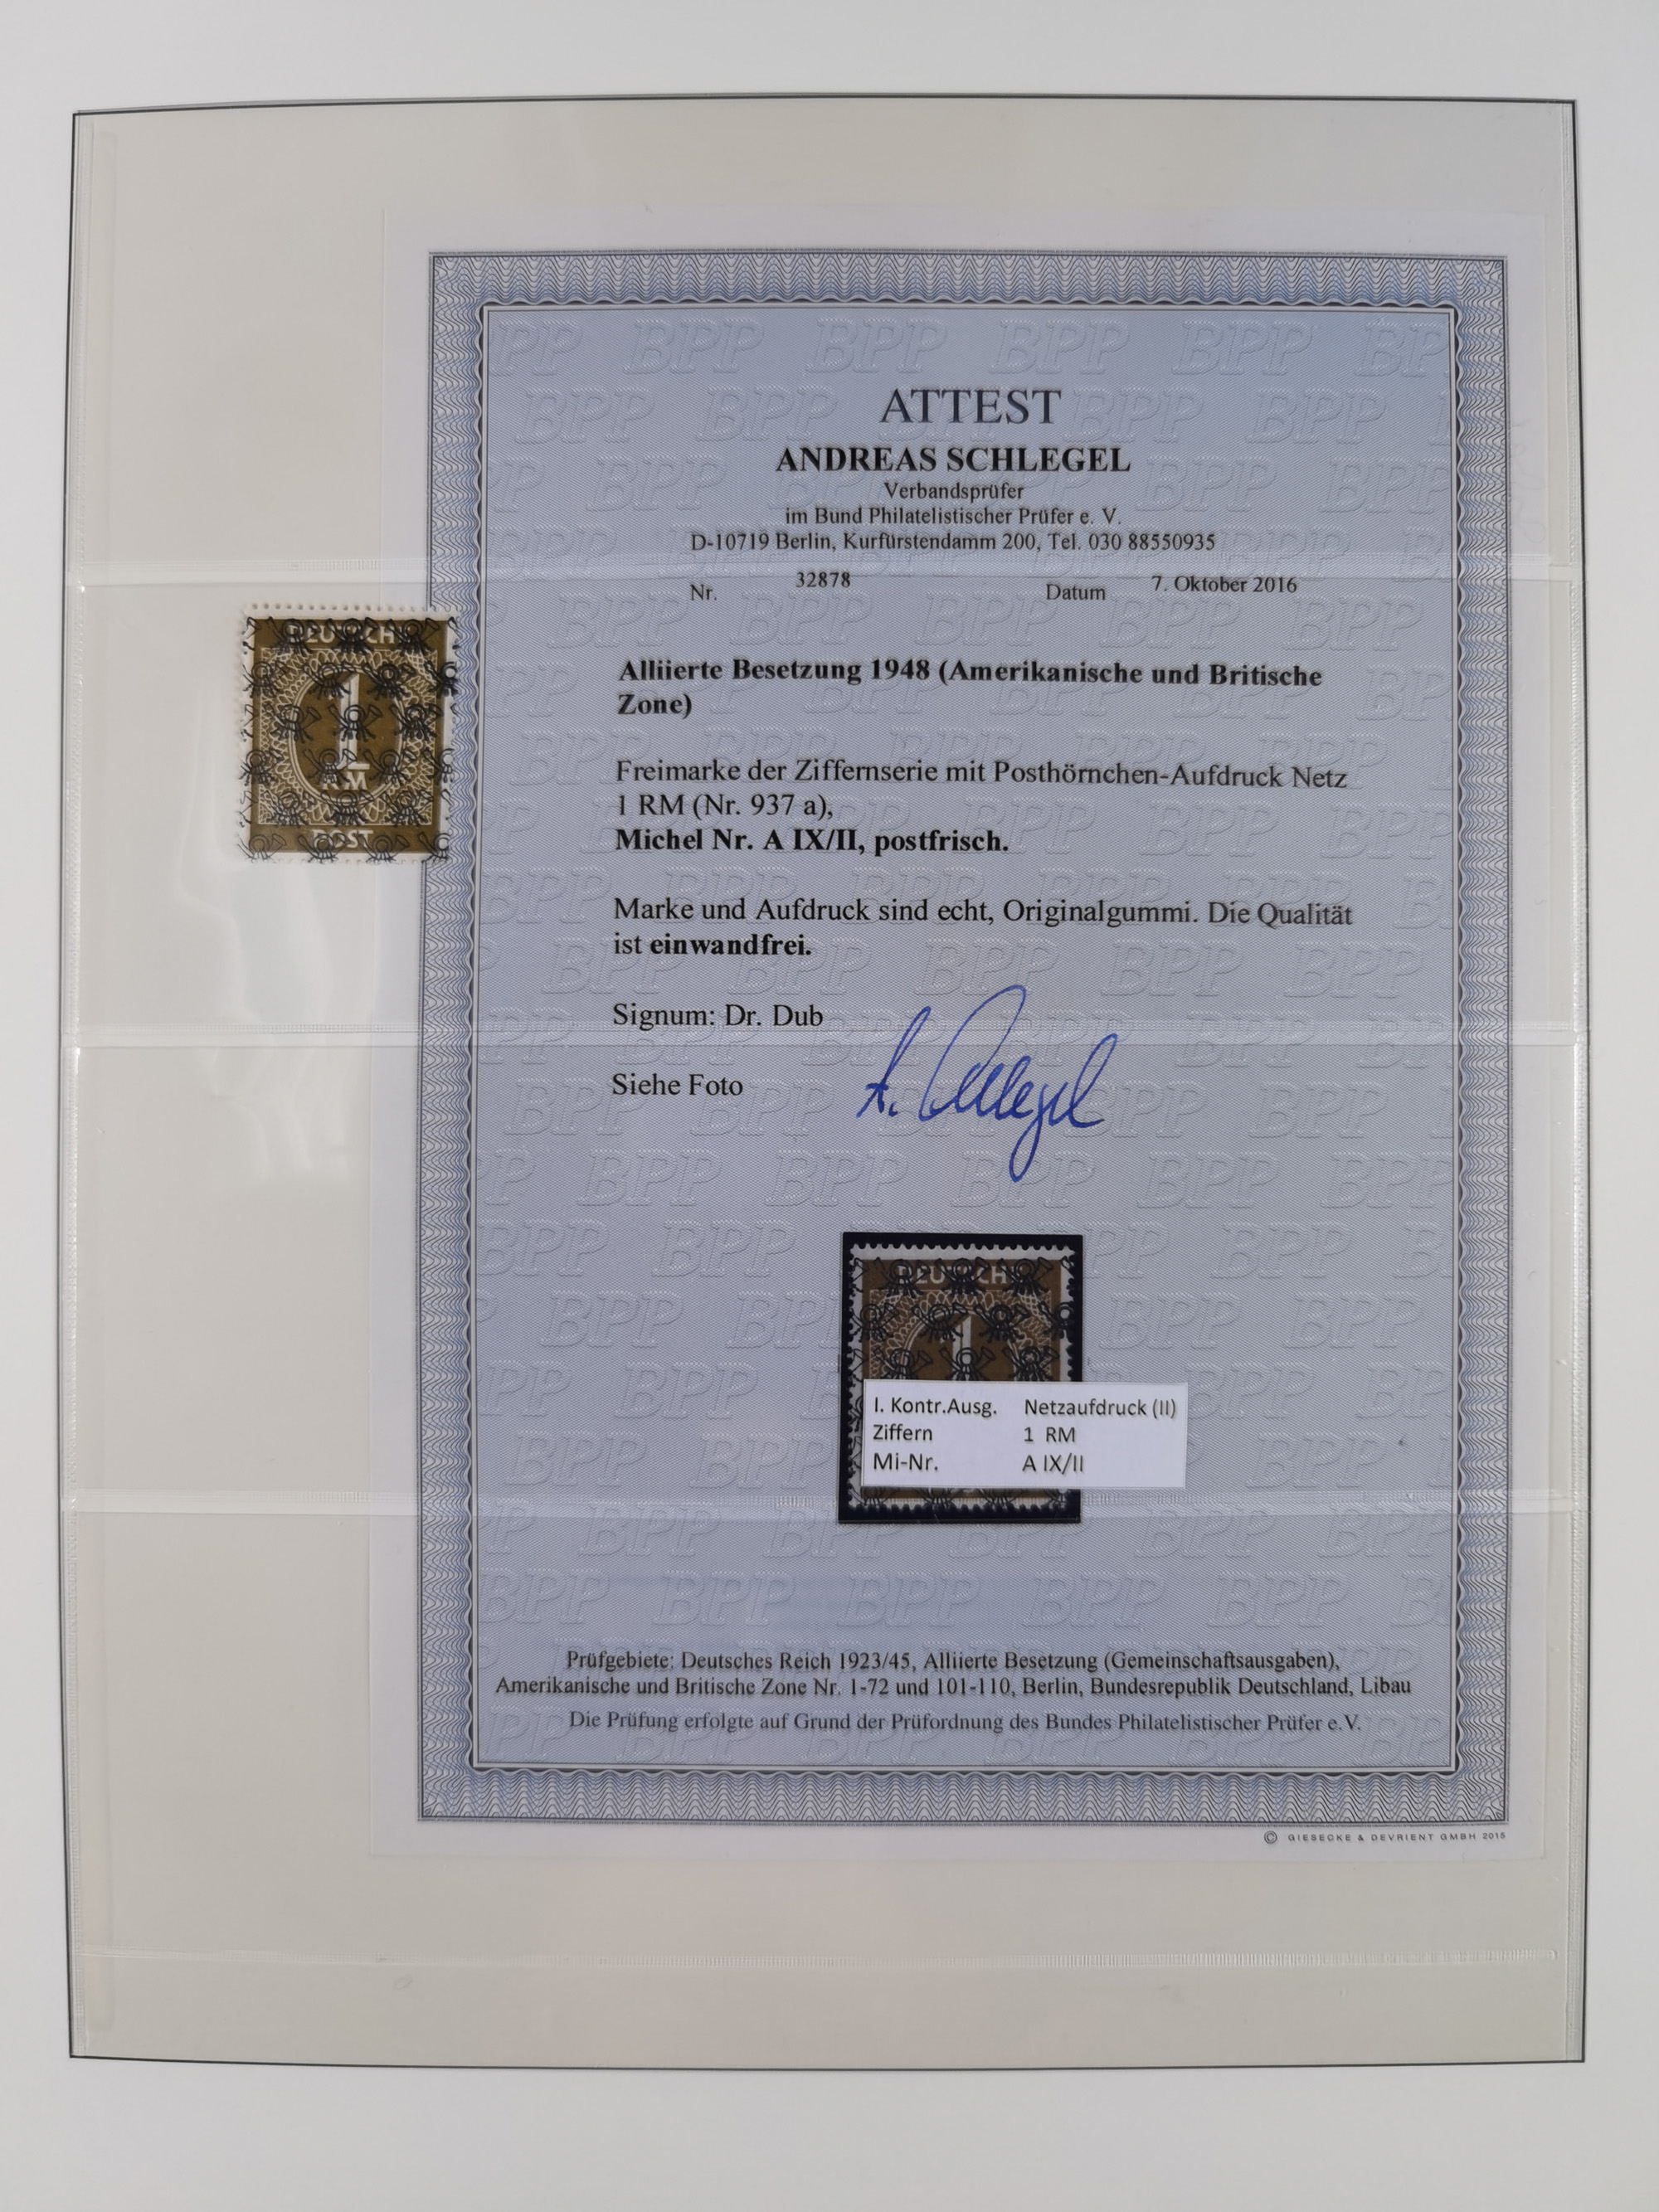 ATTEST
ANDREAS SCHLEGEL
Verbandsprüfer
im Bund Philatelistischer Prüfer e. V.
D-10719 Berlin, Kurfürstendamm 200, Tel. 030 88550935
Nr. 32878 Datum 7. Oktober 2016
DEUTSCHE
1
RM
POST
Alliierte Besetzung 1948 (Amerikanische und Britische
Zone)
Freimarke der Ziffernserie mit Posthörnchen-Aufdruck Netz
1 RM (Nr. 937 a),
Michel Nr. A IX/II, postfrisch.
Marke und Aufdruck sind echt, Originalgummi. Die Qualität
ist einwandfrei.
Signum: Dr. Dub
Siehe Foto
A. Schlegel
DEUTSCHE
1
I. Kontr.Ausg. Netzaufdruck (II)
Ziffern 1 RM
Mi-Nr. A IX/II
Prüfgebiete: Deutsches Reich 1923/45, Alliierte Besetzung (Gemeinschaftsausgaben),
Amerikanische und Britische Zone Nr. 1-72 und 101-110, Berlin, Bundesrepublik Deutschland, Libau
Die Prüfung erfolgte auf Grund der Prüfordnung des Bundes Philatelistischer Prüfer e.V.
© GIESECKE & DEVRIENT GMBH 2015